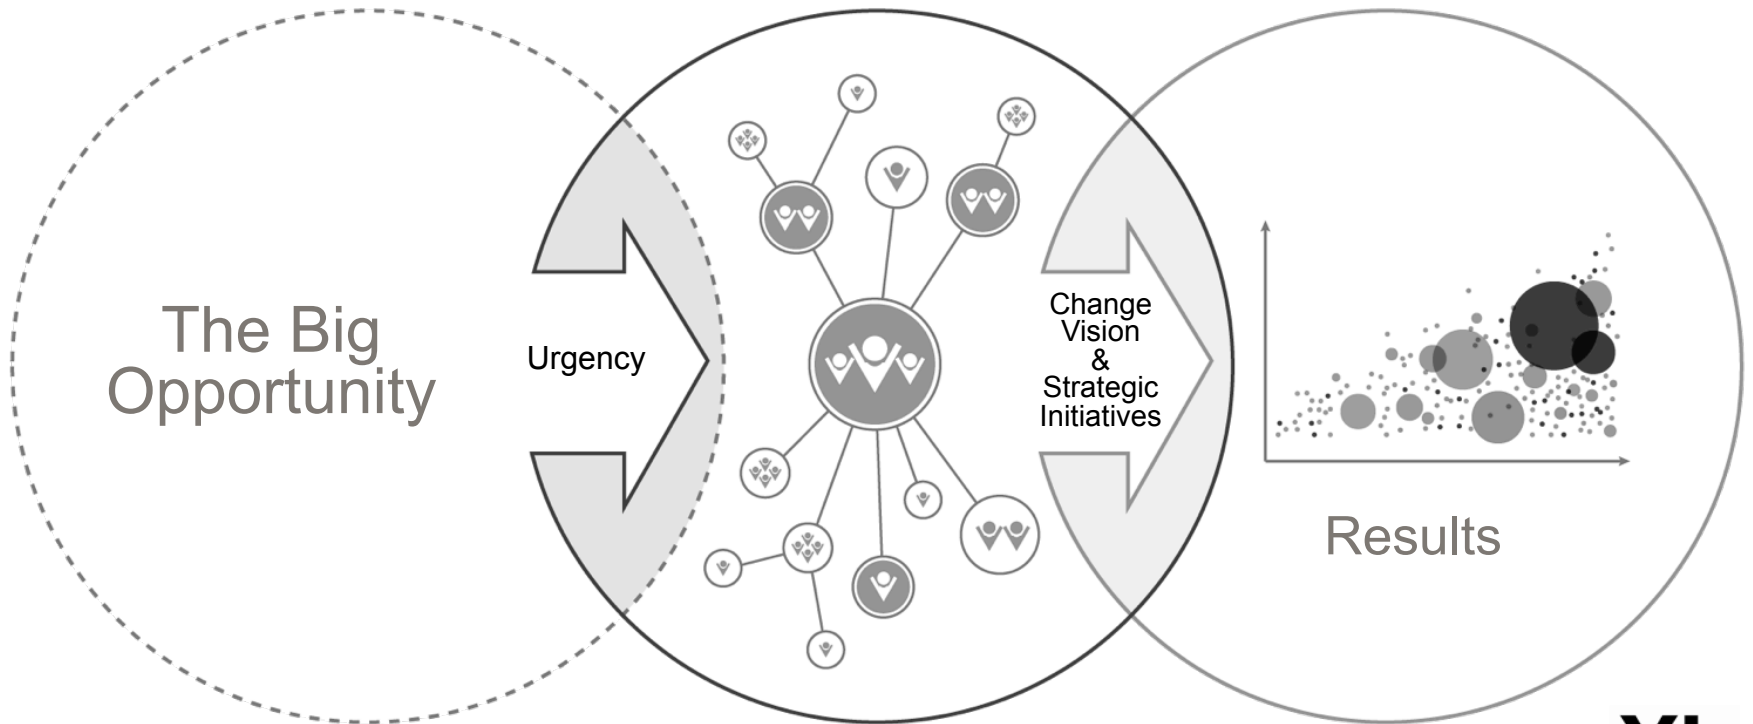 The Big
Opportunity
Urgency
Change
Vision
&
Strategic
Initiatives
Results